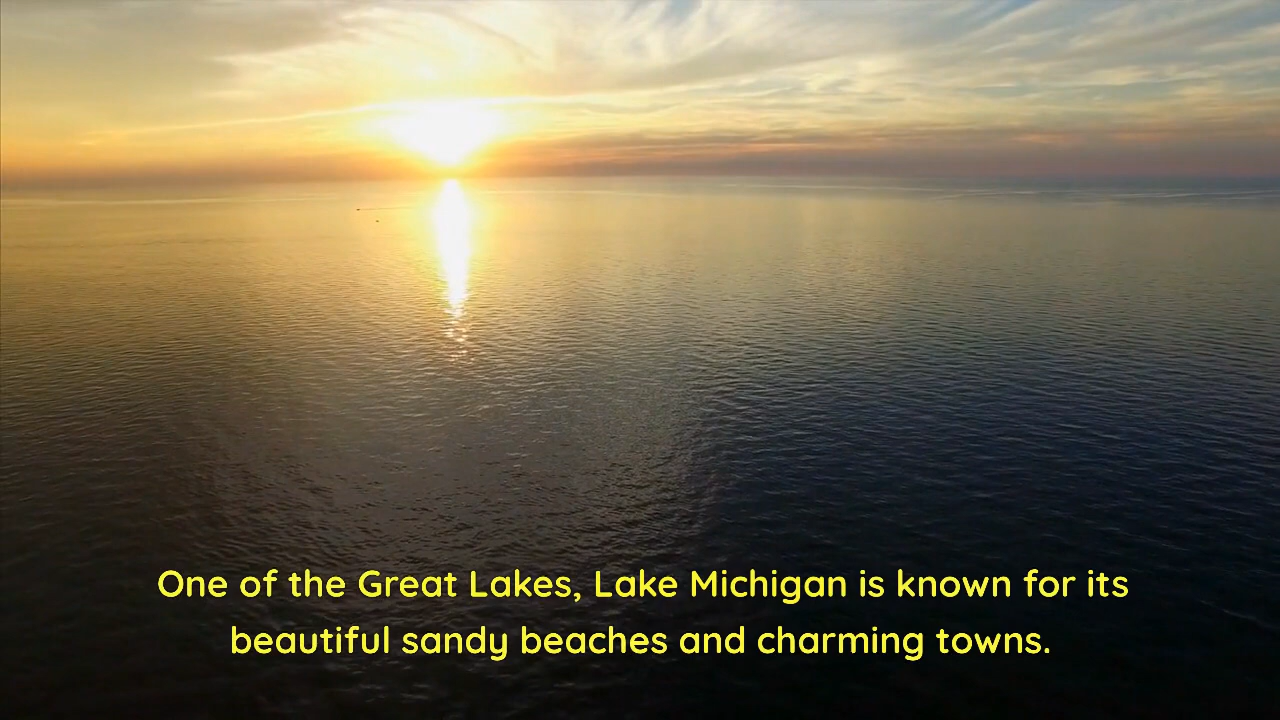 One of the Great Lakes, Lake Michigan is known for its
beautiful sandy beaches and charming towns.